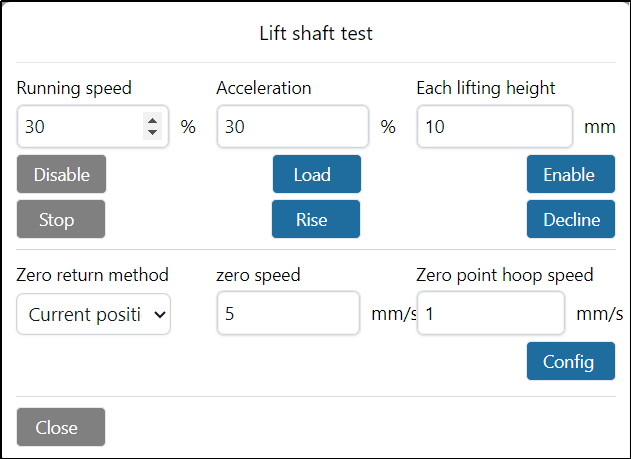 Lift shaft test
Running speed Acceleration Each lifting height
30 % 30 % 10 mm
Disable Load Enable
Stop Rise Decline
Zero return method zero speed Zero point hoop speed
Current positi 5 mm/s 1 mm/s
Config
Close